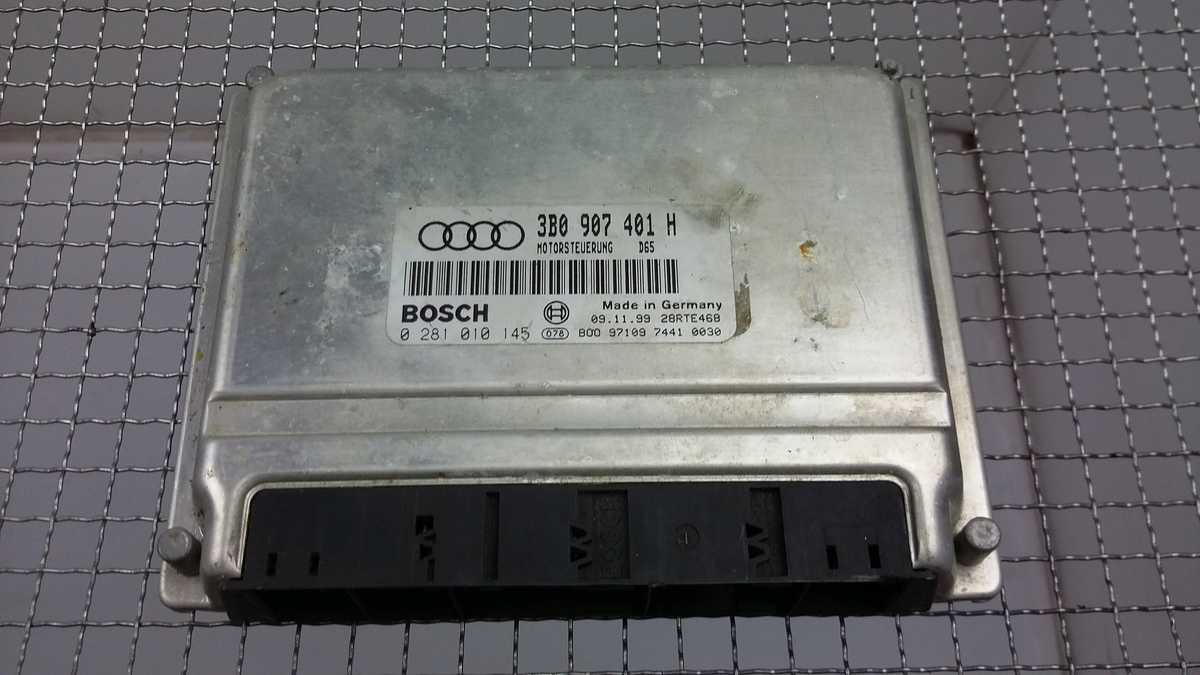 3B0 907 401 H
MOTORSTEUERUNG D65
BOSCH
Made in Germany
09.11.99 28RTE468
0 281 010 145 078 800 97109 7441 0030